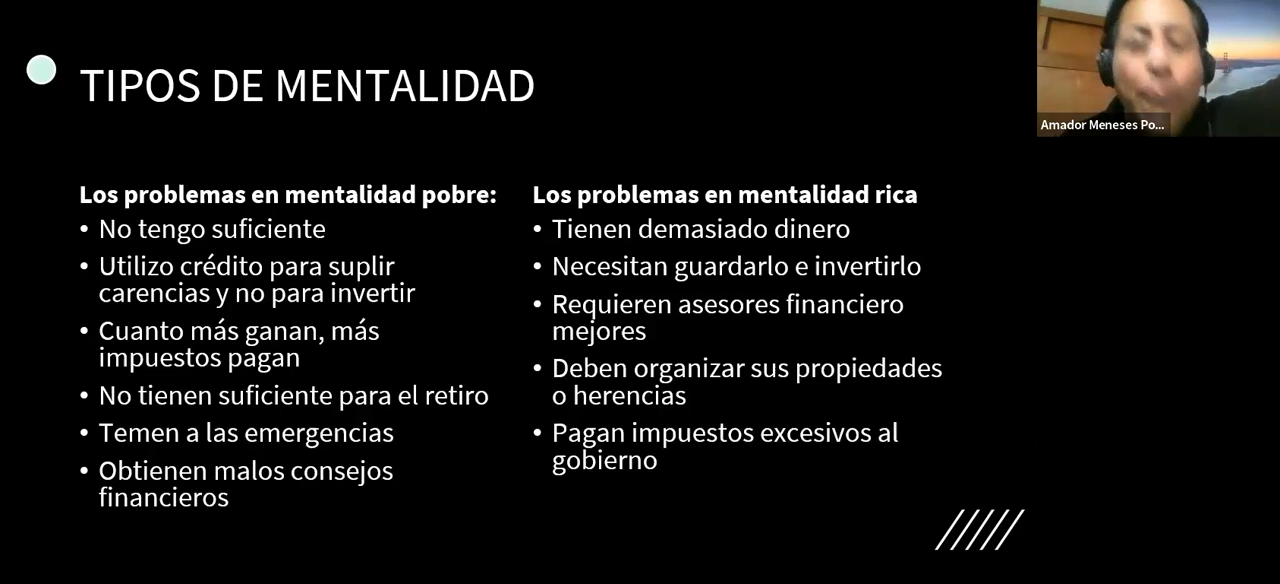 TIPOS DE MENTALIDAD
Amador Meneses Po...
Los problemas en mentalidad pobre:
• No tengo suficiente
• Utilizo crédito para suplir
carencias y no para invertir
• Cuanto más ganan, más
impuestos pagan
• No tienen suficiente para el retiro
• Temen a las emergencias
• Obtienen malos consejos
financieros
Los problemas en mentalidad rica
• Tienen demasiado dinero
• Necesitan guardarlo e invertirlo
• Requieren asesores financiero
mejores
• Deben organizar sus propiedades
o herencias
• Pagan impuestos excesivos al
gobierno